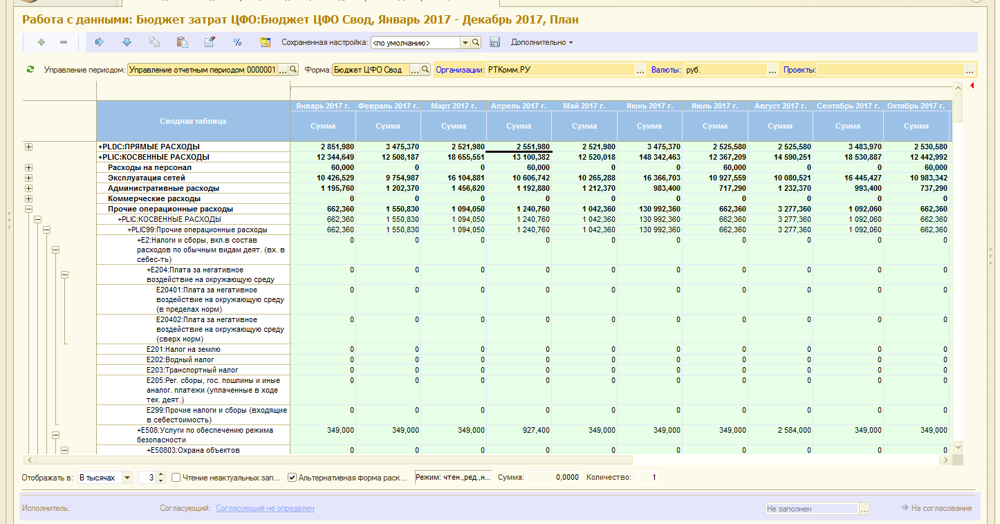 Работа с данными: Бюджет затрат ЦФО:Бюджет ЦФО Свод, Январь 2017 - Декабрь 2017, План
% Сохраненная настройка: <по умолчанию> Дополнительно
Управление периодом: Управление отчетным периодом 0000001 ... Форма: Бюджет ЦФО Свод ... Организации: РТКомм.РУ ... Валюты: руб. ... Проекты: ...
Сводная таблица
Январь 2017 г. Февраль 2017 г. Март 2017 г. Апрель 2017 г. Май 2017 г. Июнь 2017 г. Июль 2017 г. Август 2017 г. Сентябрь 2017 г. Октябрь 2017 г.
Сумма Сумма Сумма Сумма Сумма Сумма Сумма Сумма Сумма Сумма
+PLDC:ПРЯМЫЕ РАСХОДЫ 2 851,980 3 475,370 2 521,980 2 551,980 2 521,980 3 475,370 2 525,580 2 525,580 3 483,970 2 530,580
+PLIC:КОСВЕННЫЕ РАСХОДЫ 12 344,649 12 508,187 18 655,551 13 100,382 12 520,018 148 342,463 12 367,209 14 590,251 18 530,887 12 442,992
Расходы на персонал 60,000 0 0 60,000 0 0 60,000 0 0 60,000
Эксплуатация сетей 10 426,529 9 754,987 16 104,881 10 606,742 10 265,288 16 366,703 10 927,559 10 080,521 16 445,427 10 983,342
Административные расходы 1 195,760 1 202,370 1 456,620 1 192,880 1 212,370 983,400 717,290 1 232,370 993,400 737,290
Коммерческие расходы 0 0 0 0 0 0 0 0 0 0
Прочие операционные расходы 662,360 1 550,830 1 094,050 1 240,760 1 042,360 130 992,360 662,360 3 277,360 1 092,060 662,360
+PLIC:КОСВЕННЫЕ РАСХОДЫ 662,360 1 550,830 1 094,050 1 240,760 1 042,360 130 992,360 662,360 3 277,360 1 092,060 662,360
+PLIC99:Прочие операционные расходы 662,360 1 550,830 1 094,050 1 240,760 1 042,360 130 992,360 662,360 3 277,360 1 092,060 662,360
+E2:Налоги и сборы, вкл.в состав 0 0 0 0 0 0 0 0 0 0
расходов по обычным видам деят. (вх. в
себес-ть)
+E204:Плата за негативное 0 0 0 0 0 0 0 0 0 0
воздействие на окружающую среду
E20401:Плата за негативное 0 0 0 0 0 0 0 0 0 0
воздействие на окружающую среду
(в пределах норм)
E20402:Плата за негативное 0 0 0 0 0 0 0 0 0 0
воздействие на окружающую среду
(сверх норм)
E201:Налог на землю 0 0 0 0 0 0 0 0 0 0
E202:Водный налог 0 0 0 0 0 0 0 0 0 0
E203:Транспортный налог 0 0 0 0 0 0 0 0 0 0
E205:Рег. сборы, гос. пошлины и иные 0 0 0 0 0 0 0 0 0 0
аналог. платежи (уплаченные в ходе
тек. деят.)
E299:Прочие налоги и сборы (входящие 0 0 0 0 0 0 0 0 0 0
в себестоимость)
+E508:Услуги по обеспечению режима 349,000 349,000 349,000 927,400 349,000 349,000 349,000 2 584,000 349,000 349,000
безопасности
+E50803:Охрана объектов 0 0 0 0 0 0 0 0 0 0
Отображать в: В тысячах 3 Чтение неактуальных зап... Альтернативная форма раск... Режим: чтен.,ред.,н... Сумма: 0,0000 Количество: 1
Исполнитель: Согласующий: Согласующий не определен Не заполнен ... На согласование